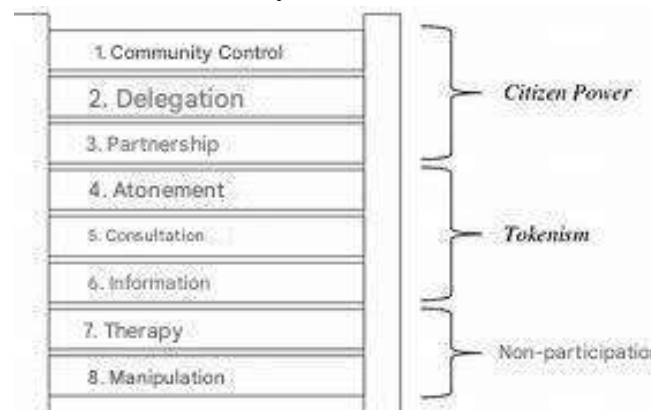 1. Community Control
2. Delegation
Citizen Power
3. Partnership
4. Atonement
5. Consultation
Tokenism
6. Information
7. Therapy
Non-participatio
8. Manipulation